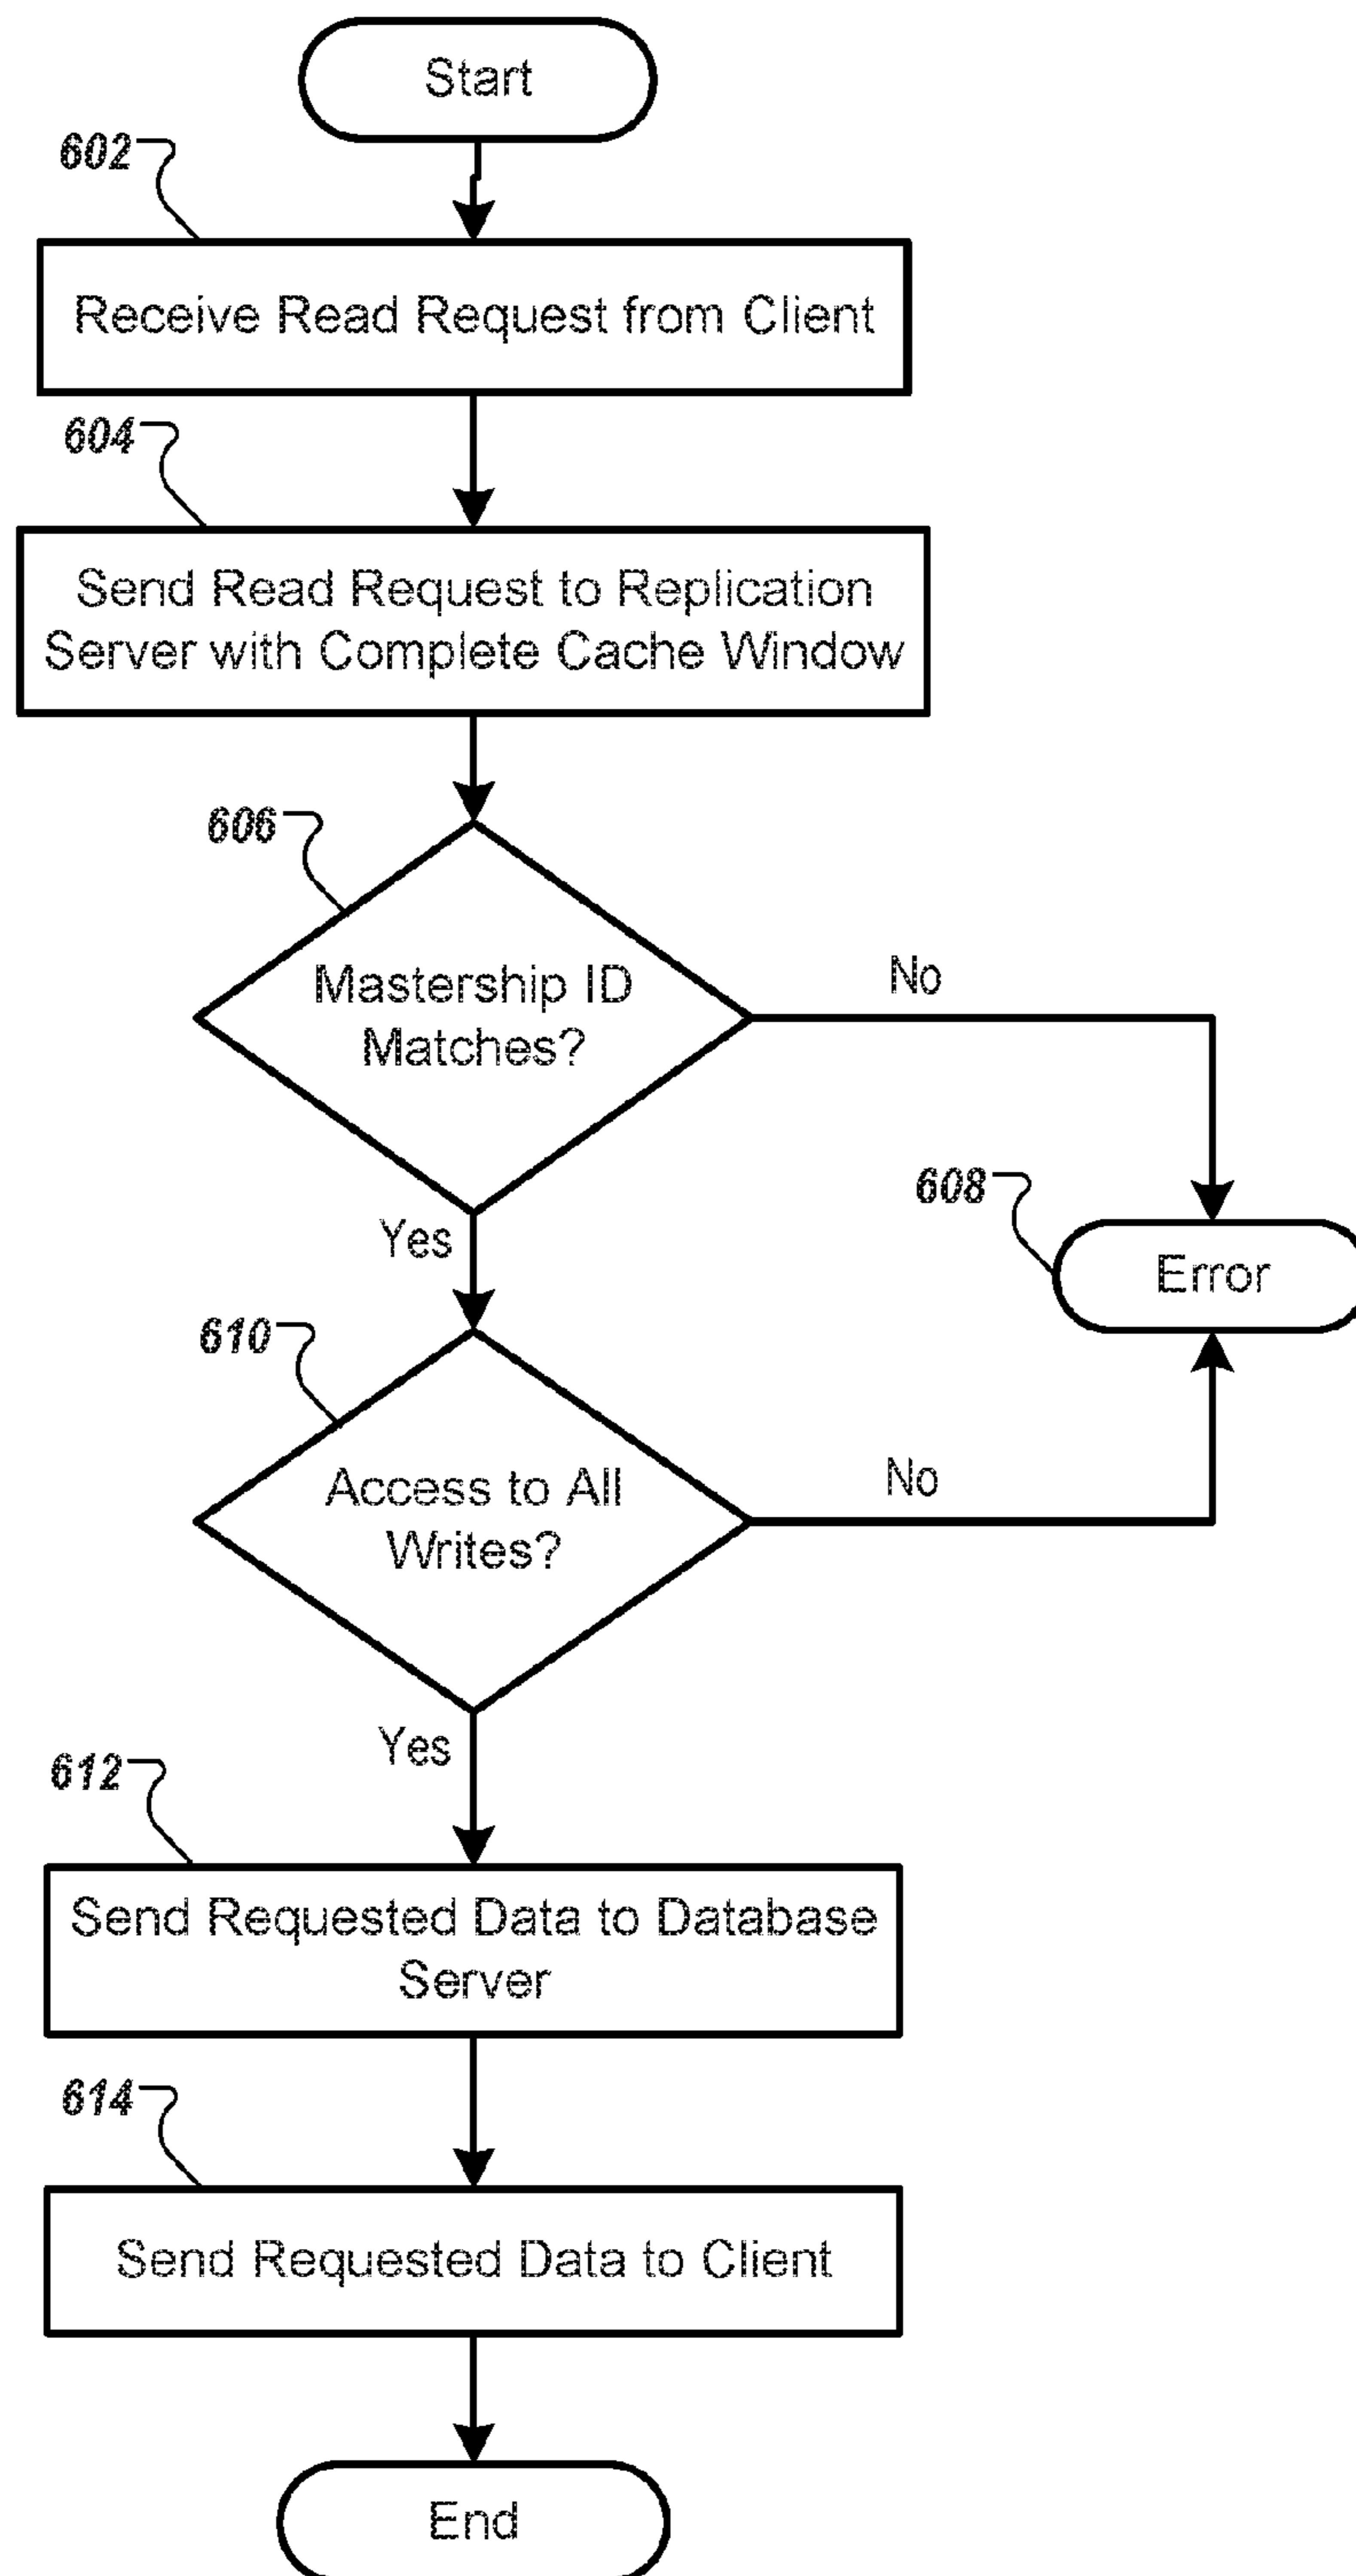 Start
602
Receive Read Request from Client
604
Send Read Request to Replication
Server with Complete Cache Window
606
Mastership ID
Matches?
No
Yes
608
Error
610
Access to All
Writes?
No
Yes
612
Send Requested Data to Database
Server
614
Send Requested Data to Client
End